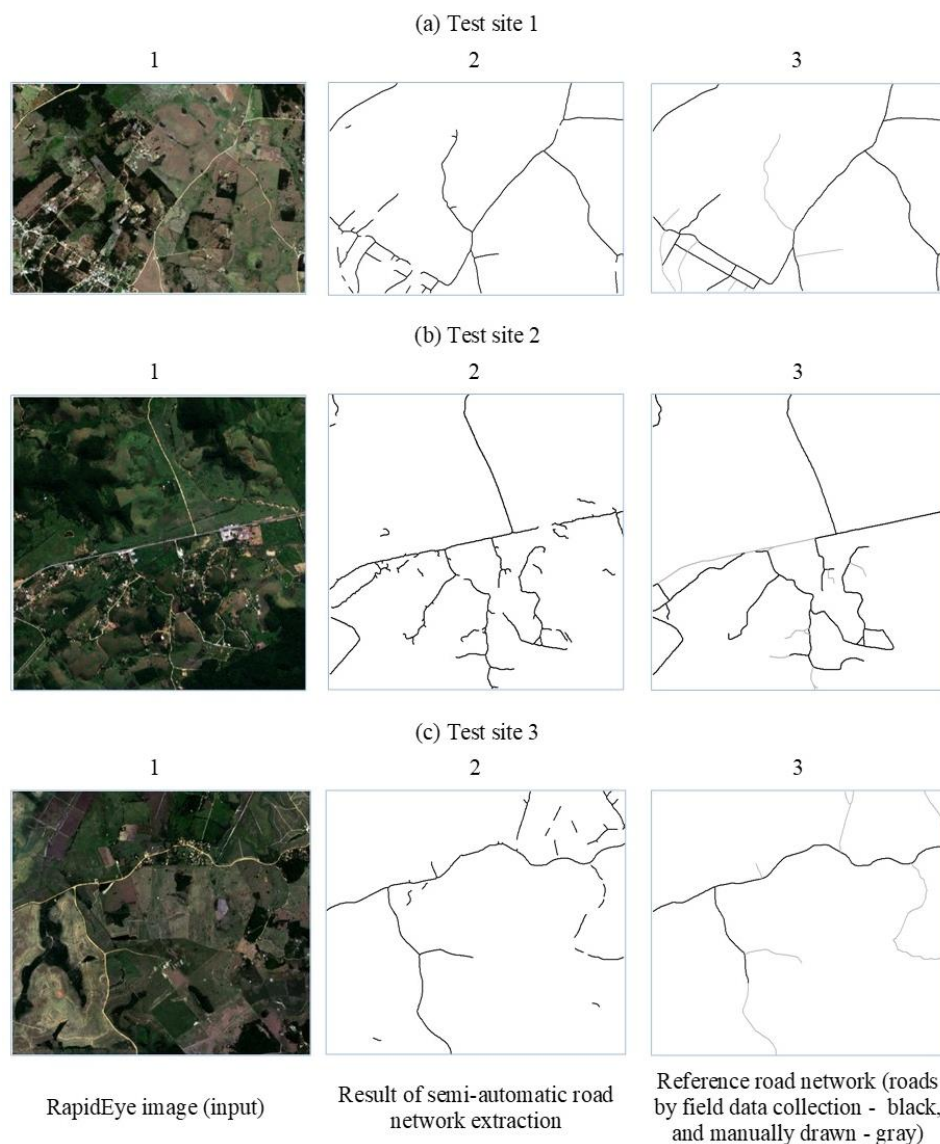 (a) Test site 1
1 2 3
(b) Test site 2
1 2 3
(c) Test site 3
1 2 3
RapidEye image (input)
Result of semi-automatic road
network extraction
Reference road network (roads
by field data collection - black,
and manually drawn - gray)